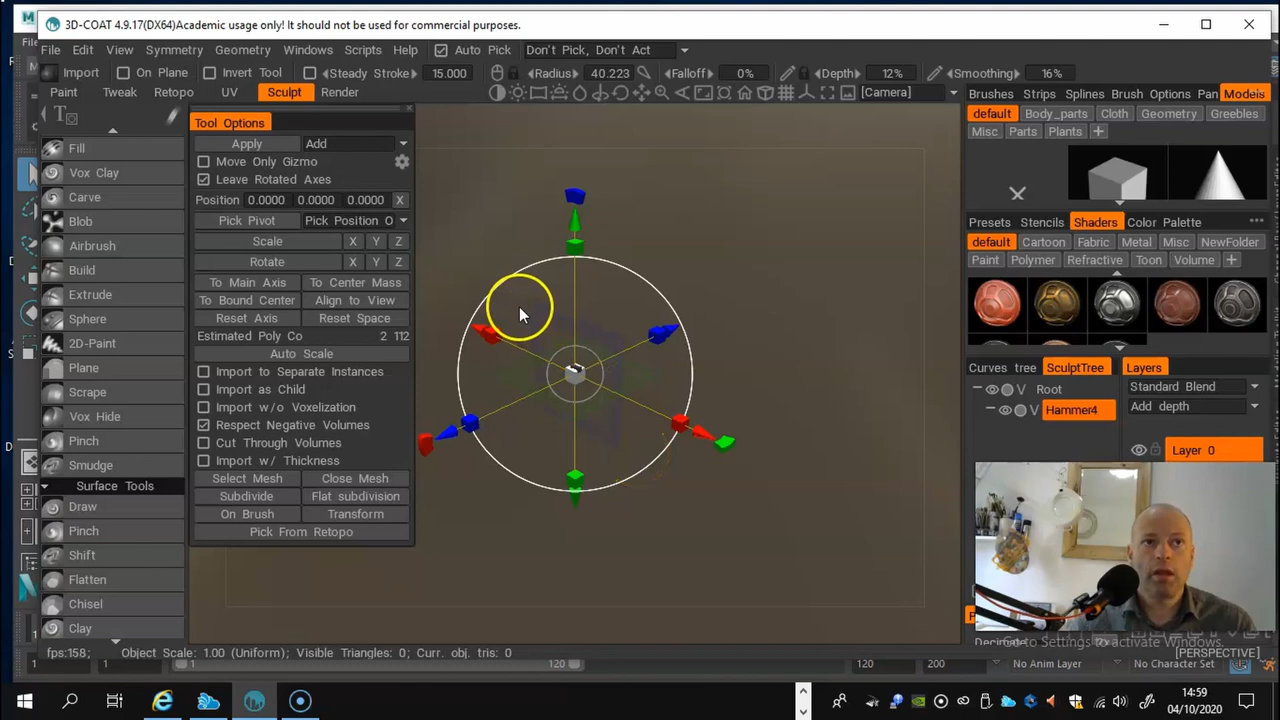 3D-COAT 4.9.17(DX64)Academic usage only! It should not be used for commercial purposes.
File Edit View Symmetry Geometry Windows Scripts Help Auto Pick Don't Pick, Don't Act
Import On Plane Invert Tool Steady Stroke 15.000 Radius 40.223 Falloff 0% Depth 12% Smoothing 16%
Paint Tweak Retopo UV Sculpt Render [Camera]
Brushes Strips Splines Brush Options Pan Models
default Body_parts Cloth Geometry Greebles
Misc Parts Plants
Fill
Vox Clay
Carve
Blob
Airbrush
Build
Extrude
Sphere
2D-Paint
Plane
Scrape
Vox Hide
Pinch
Smudge
Surface Tools
Draw
Pinch
Shift
Flatten
Chisel
Clay
Tool Options
Apply Add
Move Only Gizmo
Leave Rotated Axes
Position 0.0000 0.0000 0.0000 X
Pick Pivot Pick Position O
Scale X Y Z
Rotate X Y Z
To Main Axis To Center Mass
To Bound Center Align to View
Reset Axis Reset Space
Estimated Poly Co 2 112
Auto Scale
Import to Separate Instances
Import as Child
Import w/o Voxelization
Respect Negative Volumes
Cut Through Volumes
Import w/ Thickness
Select Mesh Close Mesh
Subdivide Flat subdivision
On Brush Transform
Pick From Retopo
Presets Stencils Shaders Color Palette
default Cartoon Fabric Metal Misc NewFolder
Paint Polymer Refractive Toon Volume
Curves tree SculptTree Layers
V Root
V Hammer4
Standard Blend
Add depth
Layer 0
Go to Settings to activate Windows.
fps:158; Object Scale: 1.00 (Uniform); Visible Triangles: 0; Curr. obj. tris: 0
[PERSPECTIVE]
1 1 120 120 200 No Anim Layer No Character Set
14:59
04/10/2020